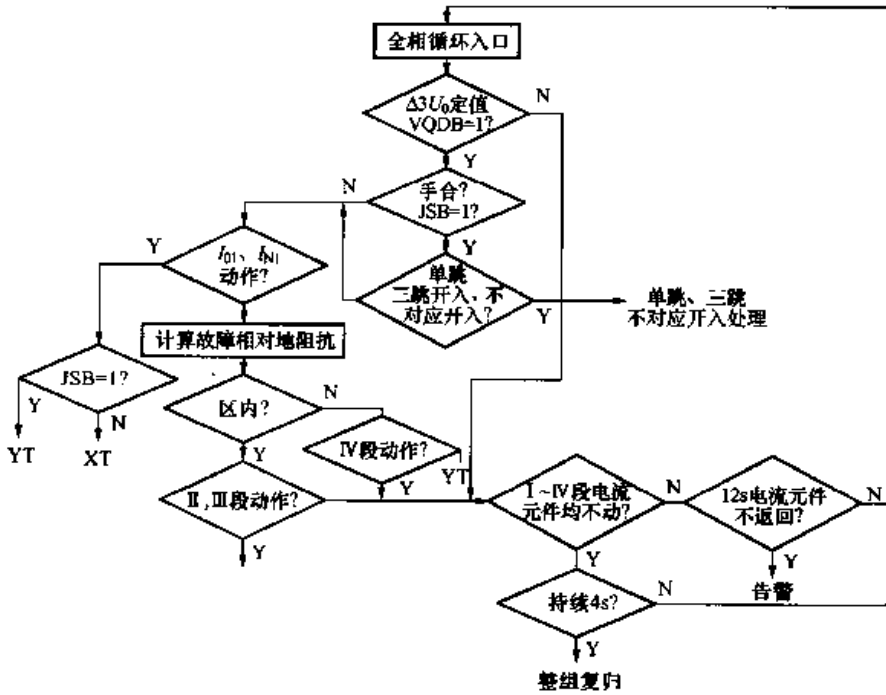 全相循环入口
Δ3U₀定值
VQDB=1?
N
Y
N
手合?
JSB=1?
Y
Y
I₀₁、I_N1
动作?
单跳
三跳开入、不
对应开入?
Y
单跳、三跳
不对应开入处理
计算故障相对地阻抗
JSB=1?
Y
N
YT
XT
区内?
N
Y
Ⅳ段动作?
YT
Y
Ⅱ,Ⅲ段动作?
Y
Ⅰ~Ⅳ段电流
元件均不动?
N
12s电流元件
不返回?
N
Y
Y
告警
持续4s?
N
Y
整组复归